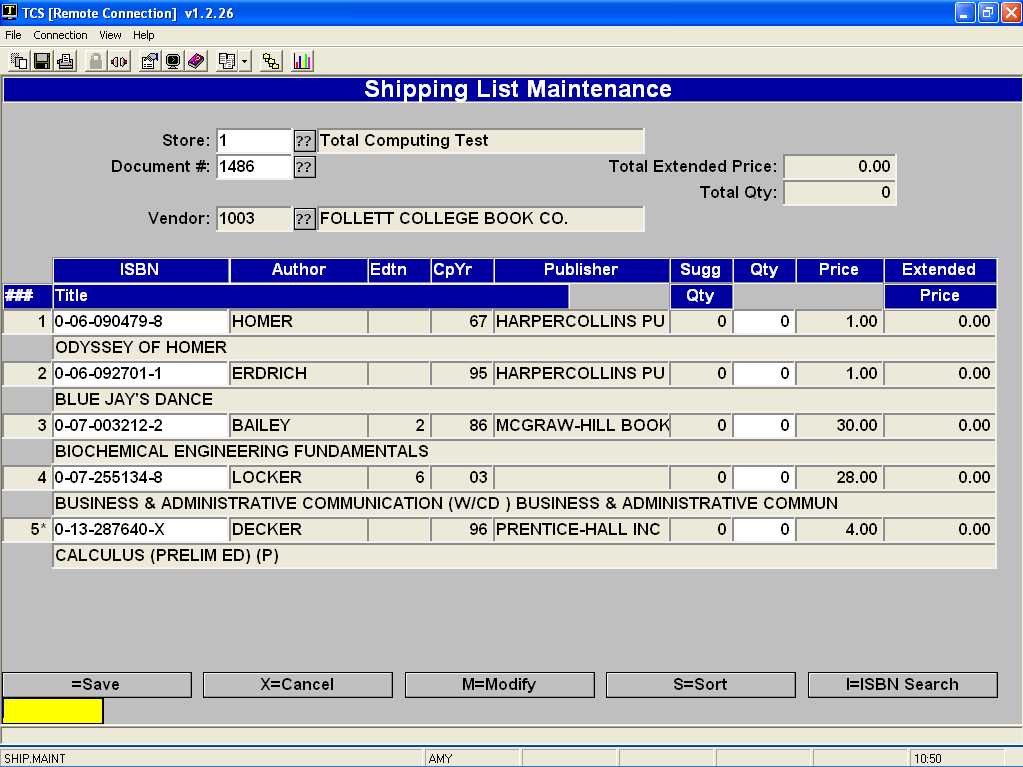 TCS [Remote Connection] v1.2.26
File Connection View Help
Shipping List Maintenance
Store: 1 ?? Total Computing Test
Document #: 1486 ?? Total Extended Price: 0.00
Total Qty: 0
Vendor: 1003 ?? FOLLETT COLLEGE BOOK CO.
ISBN Author Edtn CpYr Publisher Sugg Qty Price Extended
### Title Qty Price
1 0-06-090479-8 HOMER 67 HARPERCOLLINS PU 0 0 1.00 0.00
ODYSSEY OF HOMER
2 0-06-092701-1 ERDRICH 95 HARPERCOLLINS PU 0 0 1.00 0.00
BLUE JAY'S DANCE
3 0-07-003212-2 BAILEY 2 86 MCGRAW-HILL BOOK 0 0 30.00 0.00
BIOCHEMICAL ENGINEERING FUNDAMENTALS
4 0-07-255134-8 LOCKER 6 03 0 0 28.00 0.00
BUSINESS & ADMINISTRATIVE COMMUNICATION (W/CD ) BUSINESS & ADMINISTRATIVE COMMUN
5* 0-13-287640-X DECKER 96 PRENTICE-HALL INC 0 0 4.00 0.00
CALCULUS (PRELIM ED) (P)
=Save X=Cancel M=Modify S=Sort I=ISBN Search
SHIP.MAINT AMY 10:50